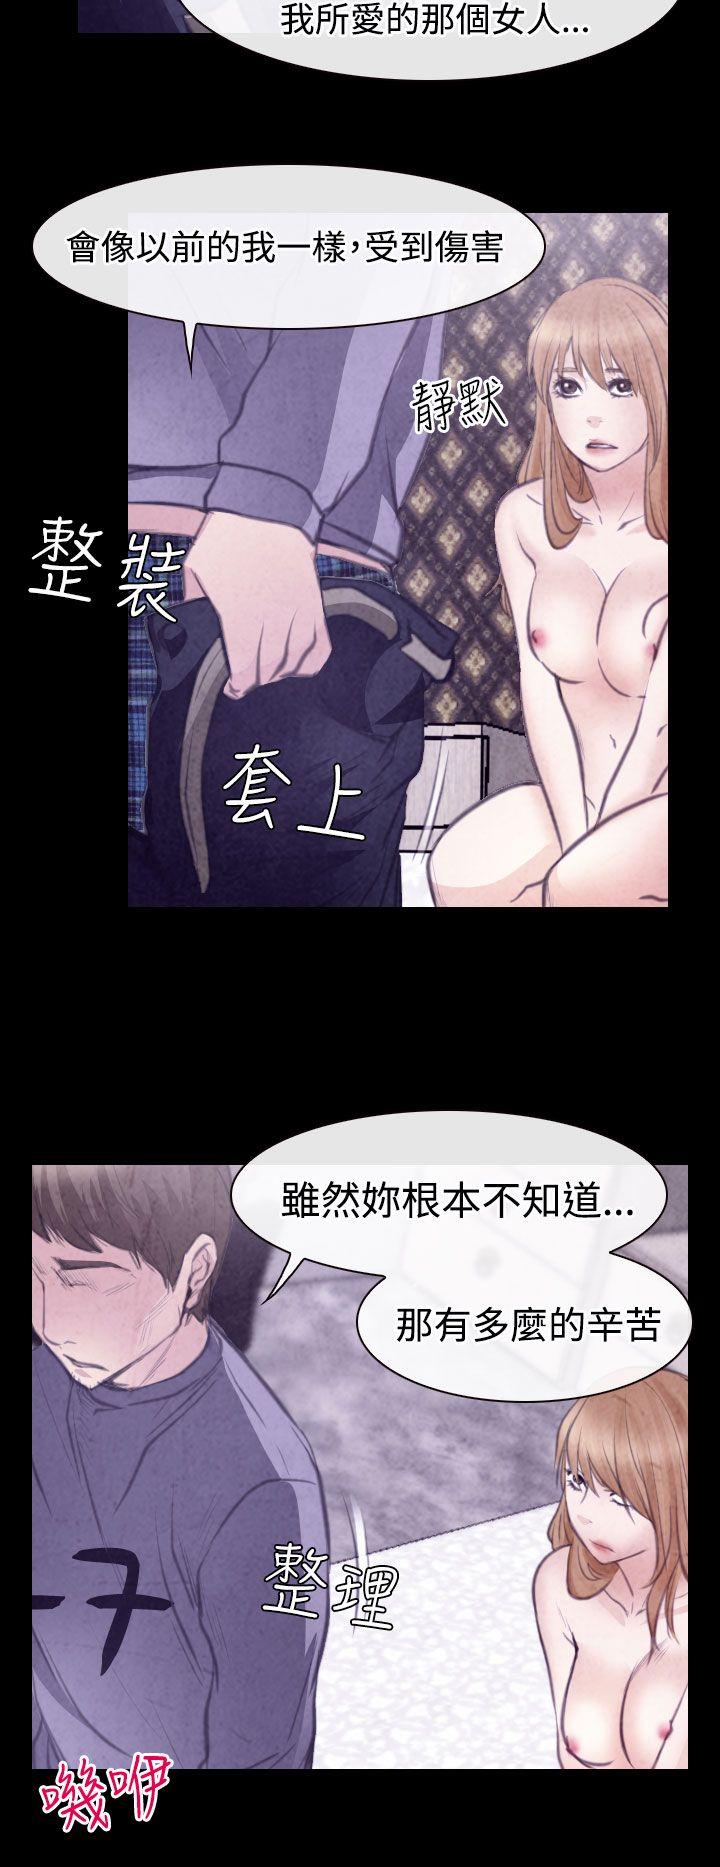 我所愛的那個女人...
會像以前的我一樣,受到傷害
靜默
整裝
套上
雖然妳根本不知道...
那有多麼的辛苦
整理
7
嘰咿